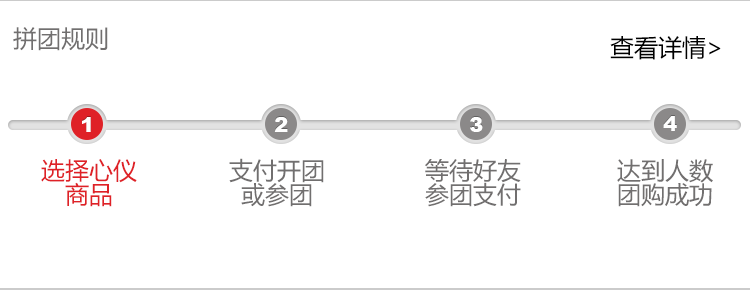 拼团规则
查看详情>
1 2 3 4
选择心仪 支付开团 等待好友 达到人数
商品 或参团 参团支付 团购成功